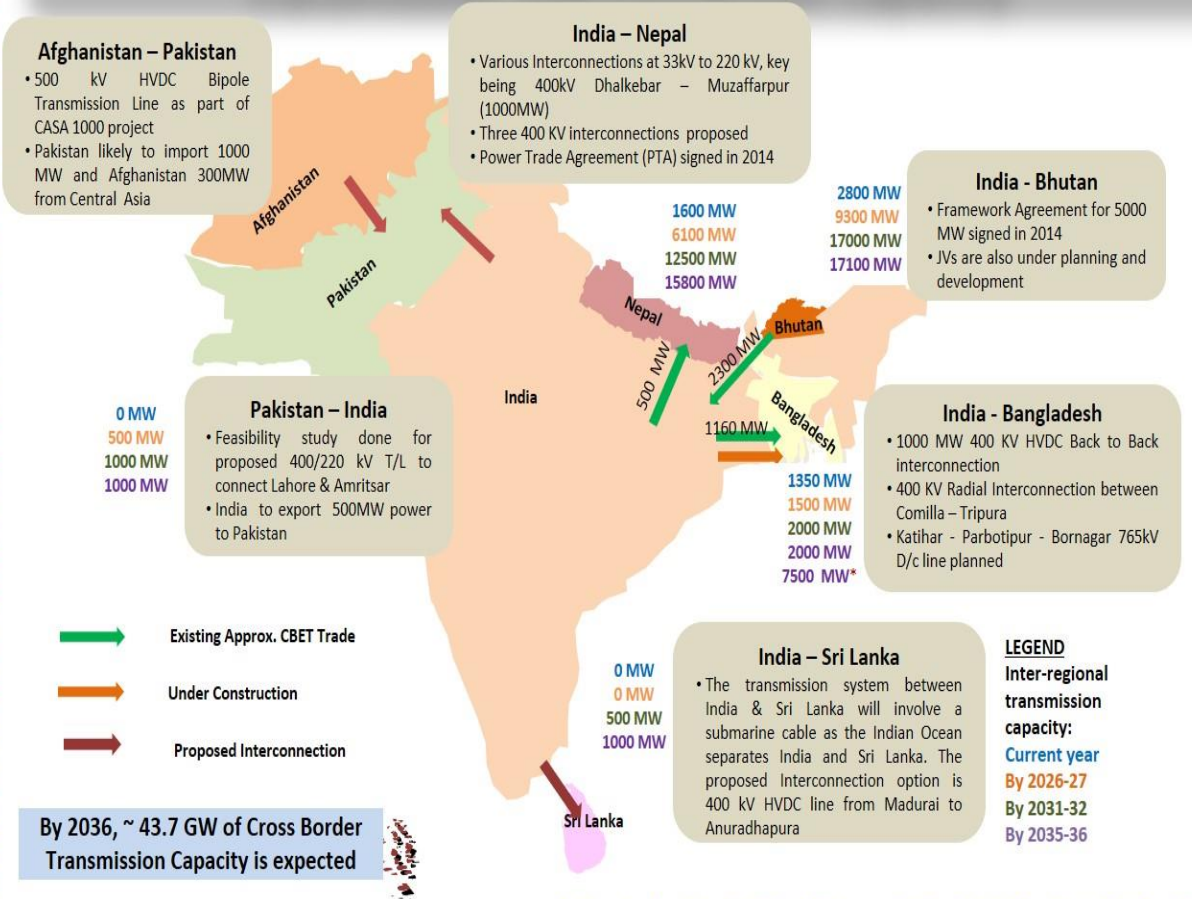 Afghanistan – Pakistan
• 500 kV HVDC Bipole
Transmission Line as part of
CASA 1000 project
• Pakistan likely to import 1000
MW and Afghanistan 300MW
from Central Asia
India – Nepal
• Various Interconnections at 33kV to 220 kV, key
being 400kV Dhalkebar – Muzaffarpur
(1000MW)
• Three 400 KV interconnections proposed
• Power Trade Agreement (PTA) signed in 2014
India - Bhutan
• Framework Agreement for 5000
MW signed in 2014
• JVs are also under planning and
development
2800 MW
9300 MW
17000 MW
17100 MW
1600 MW
6100 MW
12500 MW
15800 MW
Afghanistan
Pakistan
Nepal
Bhutan
India
Bangladesh
500 MW
2300 MW
1160 MW
0 MW
500 MW
1000 MW
1000 MW
Pakistan – India
• Feasibility study done for
proposed 400/220 kV T/L to
connect Lahore & Amritsar
• India to export 500MW power
to Pakistan
India - Bangladesh
• 1000 MW 400 KV HVDC Back to Back
interconnection
• 400 KV Radial Interconnection between
Comilla – Tripura
• Katihar - Parbotipur - Bornagar 765kV
D/c line planned
1350 MW
1500 MW
2000 MW
2000 MW
7500 MW*
Existing Approx. CBET Trade
Under Construction
Proposed Interconnection
0 MW
0 MW
500 MW
1000 MW
India – Sri Lanka
• The transmission system between
India & Sri Lanka will involve a
submarine cable as the Indian Ocean
separates India and Sri Lanka. The
proposed Interconnection option is
400 kV HVDC line from Madurai to
Anuradhapura
Sri Lanka
LEGEND
Inter-regional
transmission
capacity:
Current year
By 2026-27
By 2031-32
By 2035-36
By 2036, ~ 43.7 GW of Cross Border
Transmission Capacity is expected